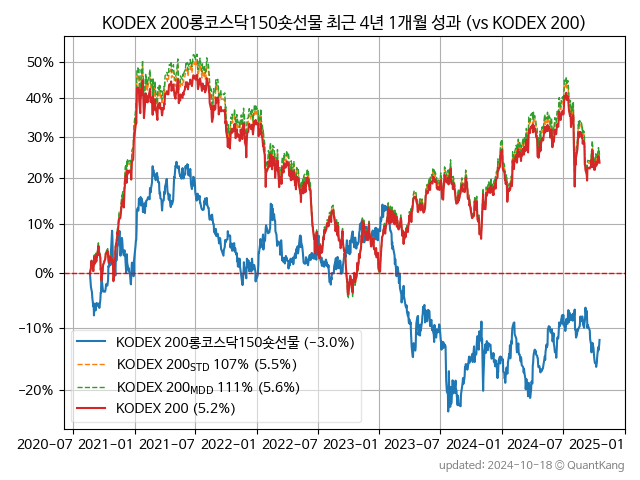 KODEX 200롱코스닥150숏선물 최근 4년 1개월 성과 (vs KODEX 200)
50%
40%
30%
20%
10%
0%
−10%
−20%
KODEX 200롱코스닥150숏선물 (−3.0%)
KODEX 200STD 107% (5.5%)
KODEX 200MDD 111% (5.6%)
KODEX 200 (5.2%)
2020-07 2021-01 2021-07 2022-01 2022-07 2023-01 2023-07 2024-01 2024-07 2025-01
updated: 2024-10-18 © QuantKang